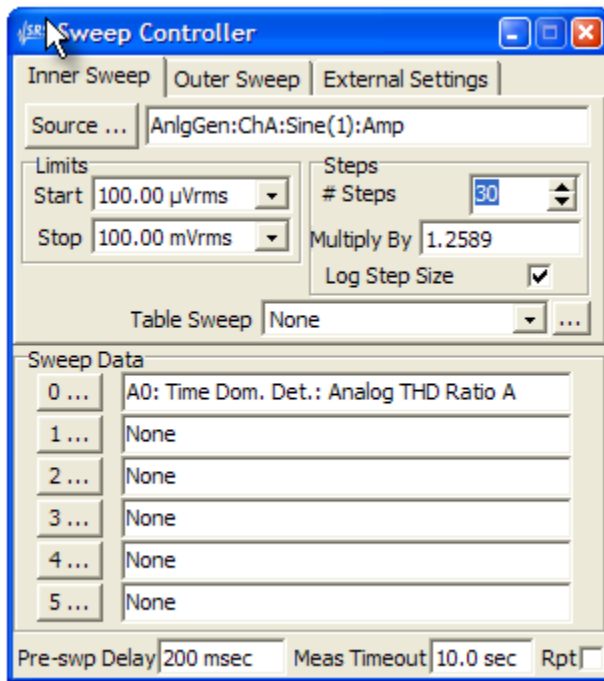 SRS Sweep Controller
Inner Sweep Outer Sweep External Settings
Source ... AnlgGen:ChA:Sine(1):Amp
Limits
Start 100.00 µVrms
Stop 100.00 mVrms
Steps
# Steps 30
Multiply By 1.2589
Log Step Size
Table Sweep None ...
Sweep Data
0 ... A0: Time Dom. Det.: Analog THD Ratio A
1 ... None
2 ... None
3 ... None
4 ... None
5 ... None
Pre-swp Delay 200 msec Meas Timeout 10.0 sec Rpt